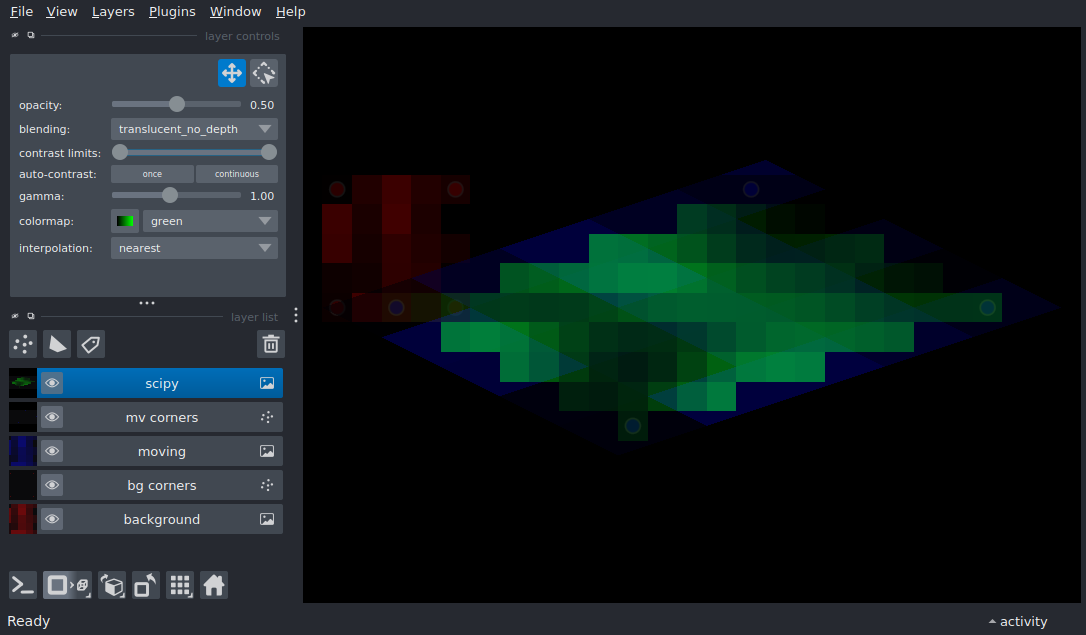 File View Layers Plugins Window Help
layer controls
opacity: 0.50
blending: translucent_no_depth
contrast limits:
auto-contrast: once continuous
gamma: 1.00
colormap: green
interpolation: nearest
layer list
scipy
mv corners
moving
bg corners
background
Ready activity